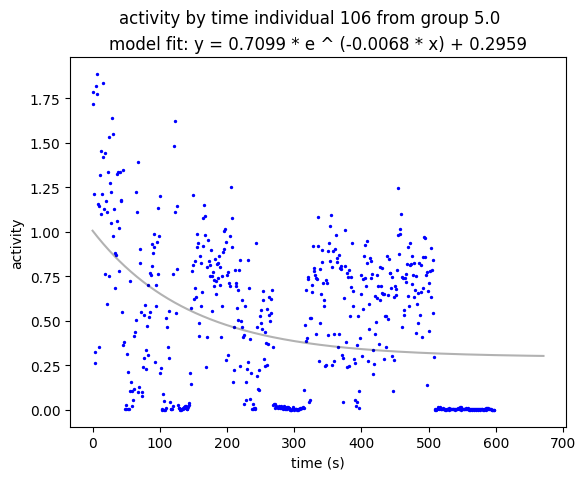 activity by time individual 106 from group 5.0
model fit: y = 0.7099 * e ^ (-0.0068 * x) + 0.2959
activity
1.75
1.50
1.25
1.00
0.75
0.50
0.25
0.00
0 100 200 300 400 500 600 700
time (s)